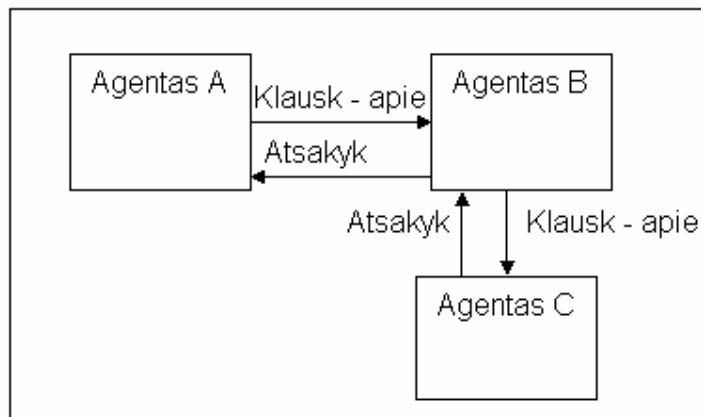 Agentas A
Klausk - apie
Agentas B
Atsakyk
Atsakyk
Klausk - apie
Agentas C